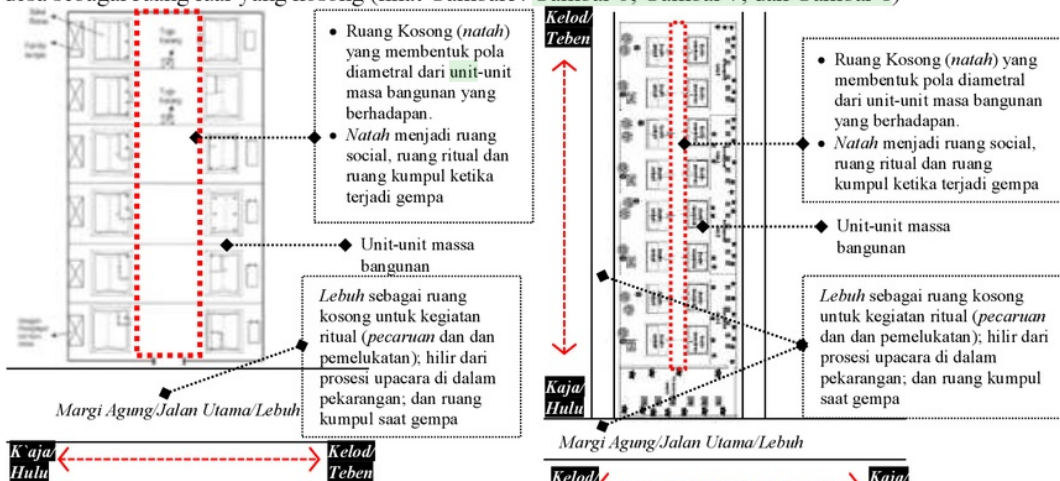 desa sebagai ruang luar yang kosong (lihat Gambar5. Gambar 6, Gambar 7, dan Gambar 8)
Ruang Kosong (natah)
yang membentuk pola
diametral dari unit-unit
masa bangunan yang
berhadapan.
Natah menjadi ruang
social, ruang ritual dan
ruang kumpul ketika
terjadi gempa
Unit-unit massa
bangunan
Lebuh sebagai ruang
kosong untuk kegiatan
ritual (pecaruan dan dan
pemelukatan); hilir dari
prosesi upacara di dalam
pekarangan; dan ruang
kumpul saat gempa
Margi Agung/Jalan Utama/Lebuh
K`aja/
Hulu
Kelod/
Teben
Kelod/
Teben
Ruang Kosong (natah) yang
membentuk pola diametral
dari unit-unit masa bangunan
yang berhadapan.
Natah menjadi ruang social,
ruang ritual dan ruang
kumpul ketika terjadi gempa
Unit-unit massa
bangunan
Lebuh sebagai ruang kosong
untuk kegiatan ritual (pecaruan
dan dan pemelukatan); hilir dari
prosesi upacara di dalam
pekarangan; dan ruang kumpul
saat gempa
Kaja/
Hulu
Margi Agung/Jalan Utama/Lebuh
Kelod/
Kaja/